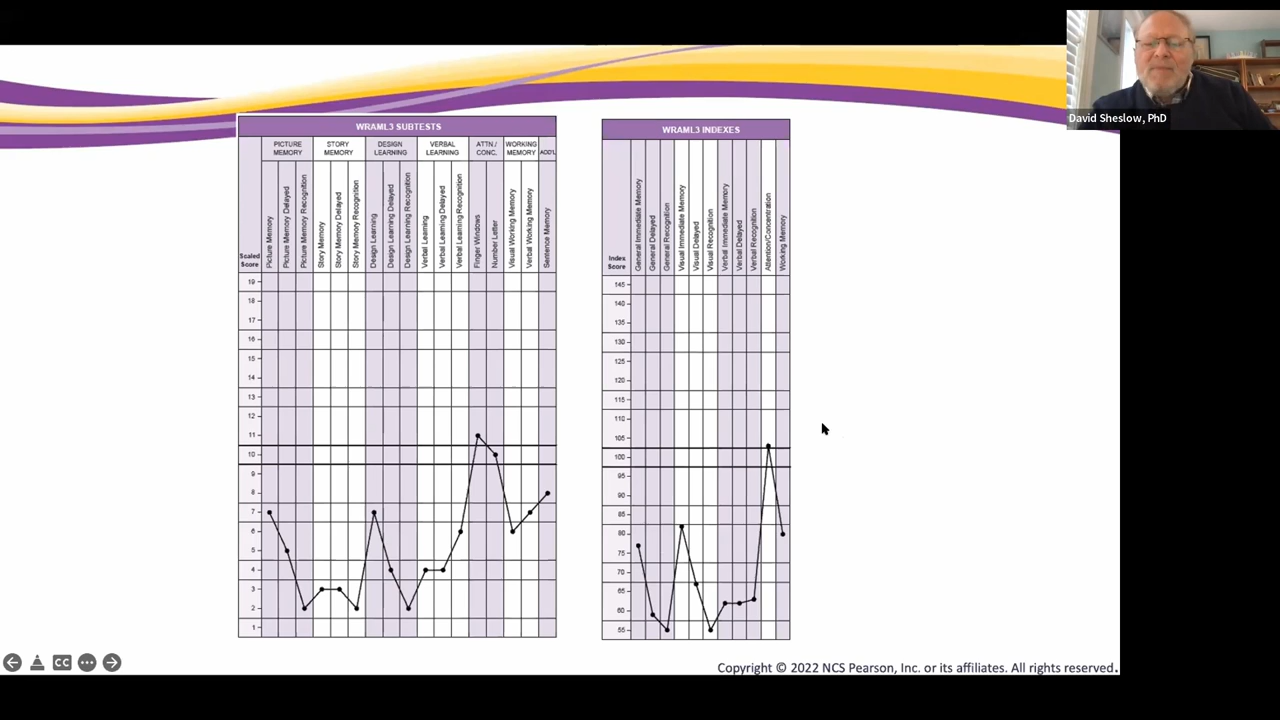 David Sheslow, PhD
WRAML3 SUBTESTS
PICTURE MEMORY
STORY MEMORY
DESIGN LEARNING
VERBAL LEARNING
ATTN./ CONC.
WORKING MEMORY
ADD'L
Scaled Score
Picture Memory
Picture Memory Delayed
Picture Memory Recognition
Story Memory
Story Memory Delayed
Story Memory Recognition
Design Learning
Design Learning Delayed
Design Learning Recognition
Verbal Learning
Verbal Learning Delayed
Verbal Learning Recognition
Finger Windows
Number Letter
Visual Working Memory
Verbal Working Memory
Sentence Memory
19
18
17
16
15
14
13
12
11
10
9
8
7
6
5
4
3
2
1
WRAML3 INDEXES
Index Score
General Immediate Memory
General Delayed
General Recognition
Visual Immediate Memory
Visual Delayed
Visual Recognition
Verbal Immediate Memory
Verbal Delayed
Verbal Recognition
Attention/Concentration
Working Memory
145
140
135
130
125
120
115
110
105
100
95
90
85
80
75
70
65
60
55
CC
Copyright © 2022 NCS Pearson, Inc. or its affiliates. All rights reserved.